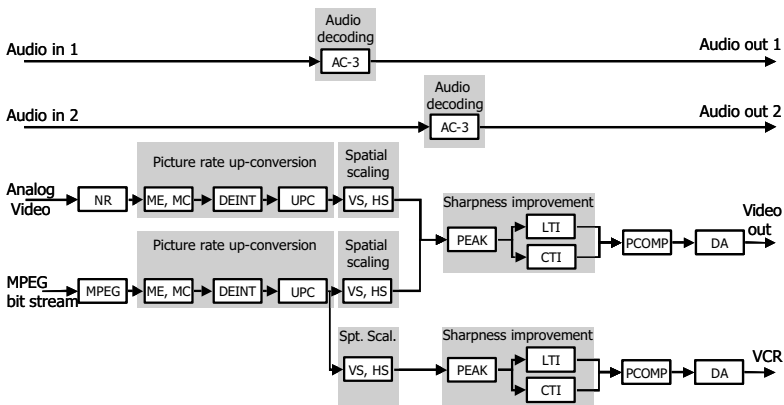 Audio
decoding
Audio in 1
Audio out 1
AC-3
Audio
decoding
Audio in 2
Audio out 2
AC-3
Picture rate up-conversion
Spatial
scaling
Analog
Video
NR
ME, MC
DEINT
UPC
VS, HS
Sharpness improvement
LTI
Video
out
PEAK
PCOMP
DA
CTI
Picture rate up-conversion
Spatial
scaling
MPEG
bit stream
MPEG
ME, MC
DEINT
UPC
VS, HS
Spt. Scal.
Sharpness improvement
VS, HS
PEAK
LTI
CTI
PCOMP
DA
VCR